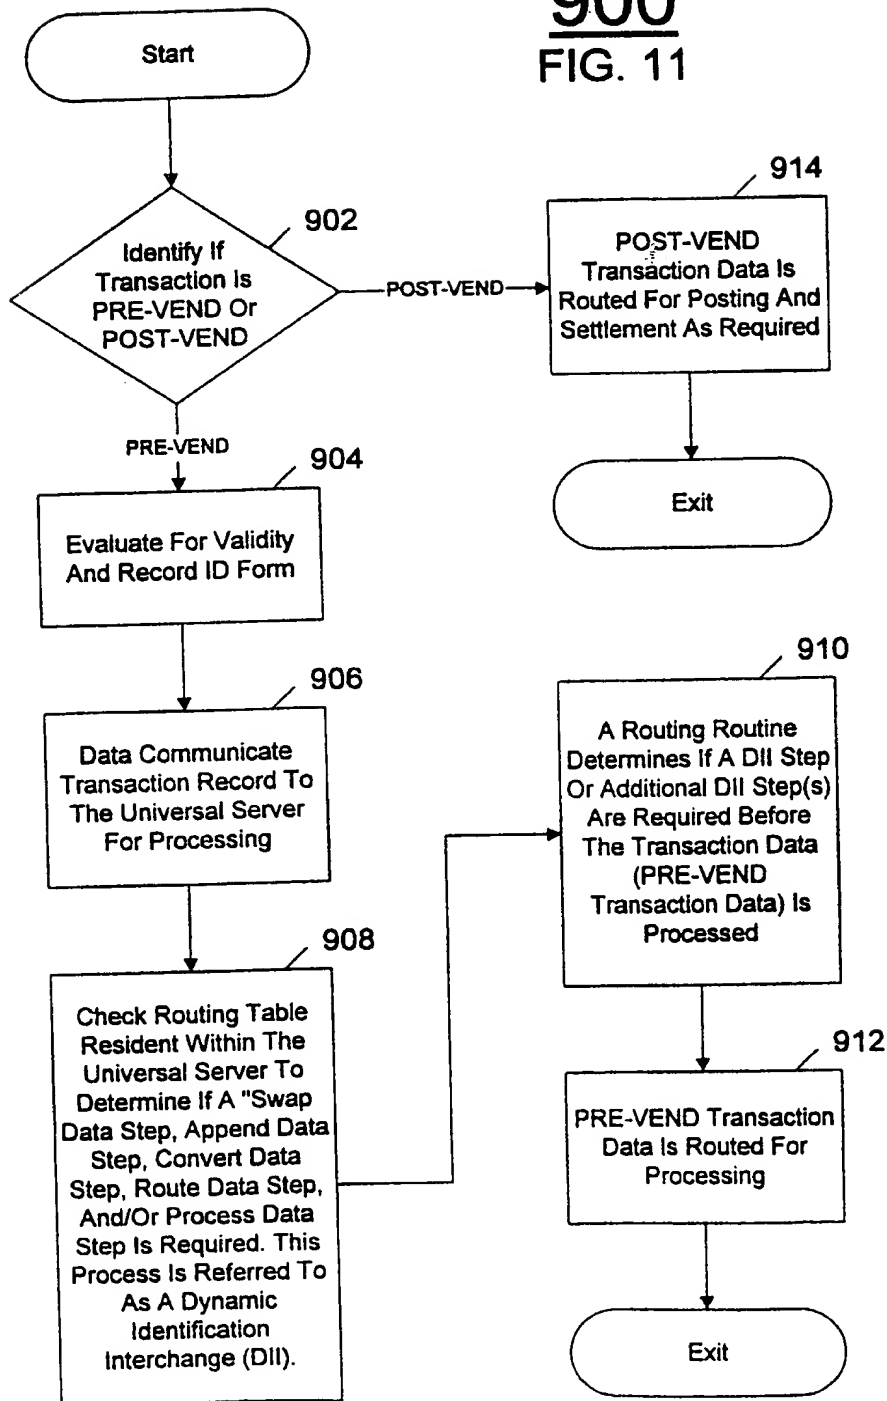 900
FIG. 11
Start
902
Identify If
Transaction Is
PRE-VEND Or
POST-VEND
POST-VEND
914
POST-VEND
Transaction Data Is
Routed For Posting And
Settlement As Required
Exit
PRE-VEND
904
Evaluate For Validity
And Record ID Form
906
Data Communicate
Transaction Record To
The Universal Server
For Processing
908
Check Routing Table
Resident Within The
Universal Server To
Determine If A "Swap
Data Step, Append Data
Step, Convert Data
Step, Route Data Step,
And/Or Process Data
Step Is Required. This
Process Is Referred To
As A Dynamic
Identification
Interchange (DII).
910
A Routing Routine
Determines If A DII Step
Or Additional DII Step(s)
Are Required Before
The Transaction Data
(PRE-VEND
Transaction Data) Is
Processed
912
PRE-VEND Transaction
Data Is Routed For
Processing
Exit